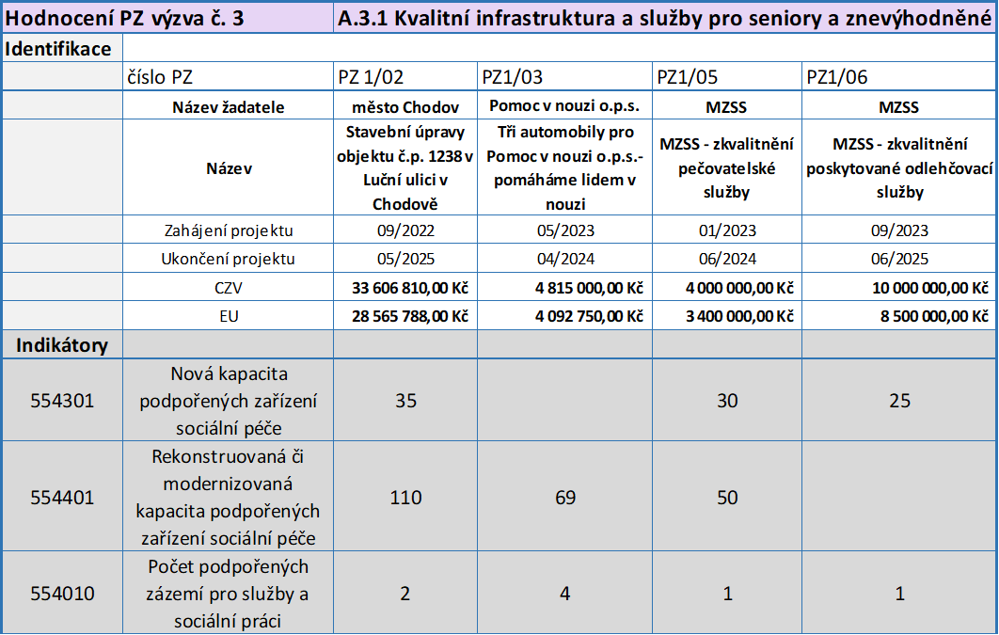 Hodnocení PZ výzva č. 3 A.3.1 Kvalitní infrastruktura a služby pro seniory a znevýhodněné
Identifikace
číslo PZ PZ 1/02 PZ1/03 PZ1/05 PZ1/06
Název žadatele město Chodov Pomoc v nouzi o.p.s. MZSS MZSS
Název
Stavební úpravy
objektu č.p. 1238 v
Luční ulici v
Chodově
Tři automobily pro
Pomoc v nouzi o.p.s.-
pomáháme lidem v
nouzi
MZSS - zkvalitnění
pečovatelské
služby
MZSS - zkvalitnění
poskytované odlehčovací
služby
Zahájení projektu 09/2022 05/2023 01/2023 09/2023
Ukončení projektu 05/2025 04/2024 06/2024 06/2025
CZV 33 606 810,00 Kč 4 815 000,00 Kč 4 000 000,00 Kč 10 000 000,00 Kč
EU 28 565 788,00 Kč 4 092 750,00 Kč 3 400 000,00 Kč 8 500 000,00 Kč
Indikátory
554301
Nová kapacita
podpořených zařízení
sociální péče
35 30 25
554401
Rekonstruovaná či
modernizovaná
kapacita podpořených
zařízení sociální péče
110 69 50
554010
Počet podpořených
zázemí pro služby a
sociální práci
2 4 1 1